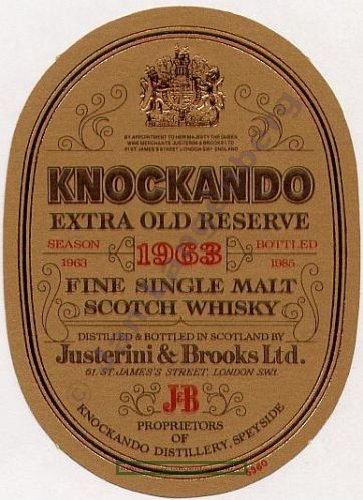 BY APPOINTMENT TO HER MAJESTY THE QUEEN
WINE MERCHANTS JUSTERINI & BROOKS LTD
61 ST. JAMES'S STREET LONDON SW1 ENGLAND
KNOCKANDO
EXTRA OLD RESERVE
SEASON 1963 BOTTLED
1963 1985
FINE SINGLE MALT
SCOTCH WHISKY
DISTILLED & BOTTLED IN SCOTLAND BY
Justerini & Brooks Ltd.
61, ST. JAMES'S STREET, LONDON SW1.
J&B
PROPRIETORS
OF
KNOCKANDO DISTILLERY, SPEYSIDE